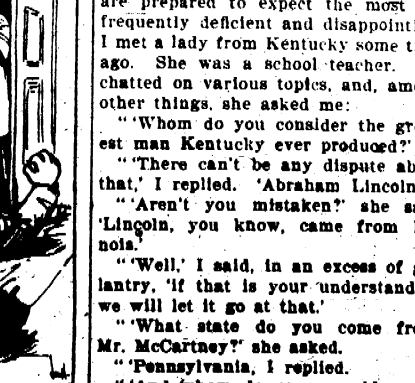 are prepared to expect the most
frequently deficient and disappoint
I met a lady from Kentucky some t
ago. She was a school teacher.
chatted on various topics, and, am
other things, she asked me:
"'Whom do you consider the gr
est man Kentucky ever produced?'
"'There can't be any dispute ab
that,' I replied. 'Abraham Lincoln
"'Aren't you mistaken?' she s
'Lincoln, you know, came from I
nois.'
"'Well,' I said, in an excess of g
lantry, 'if that is your understand
we will let it go at that.'
"'What state do you come fr
Mr. McCartney?' she asked.
"'Pennsylvania, I replied.